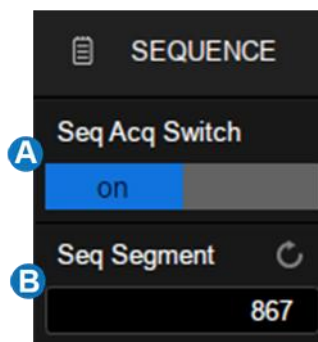 SEQUENCE
Seq Acq Switch
A
on
Seq Segment
B
867